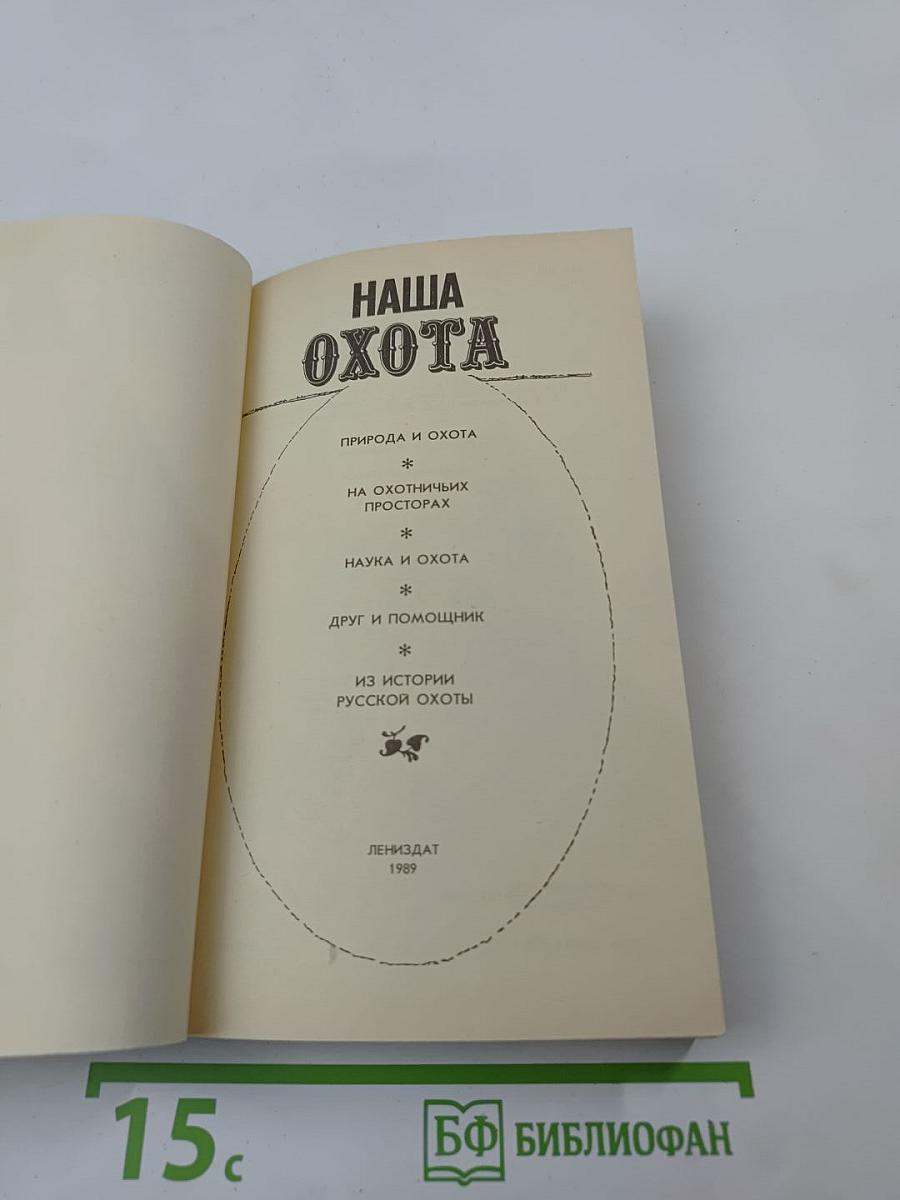 НАША
ОХОТА
ПРИРОДА И ОХОТА
*
НА ОХОТНИЧЬИХ
ПРОСТОРАХ
*
НАУКА И ОХОТА
*
ДРУГ И ПОМОЩНИК
*
ИЗ ИСТОРИИ
РУССКОЙ ОХОТЫ
ЛЕНИЗДАТ
1989
15 с
БФ БИБЛИОФАН